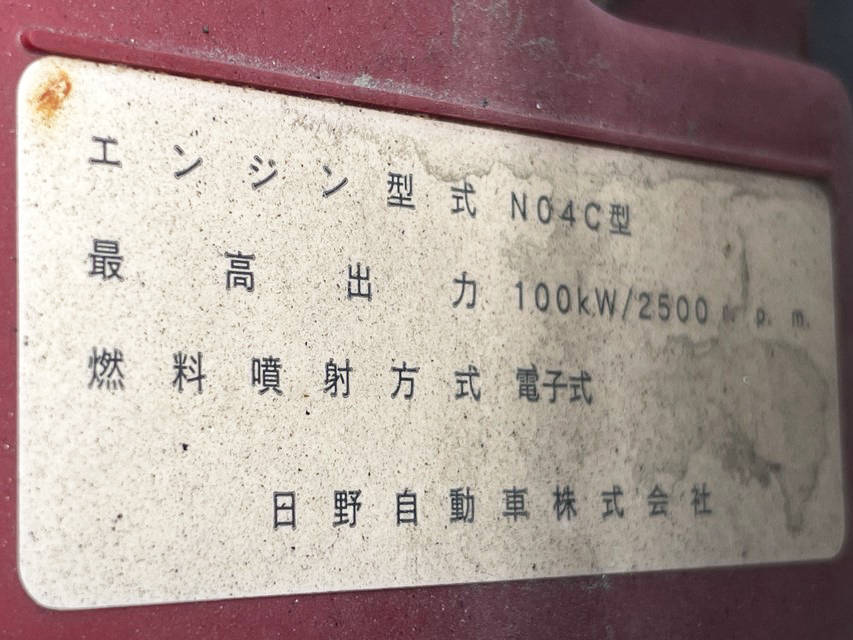 エンジン型式 N04C型
最高出力 100kW/2500r.p.m.
燃料噴射方式 電子式
日野自動車株式会社